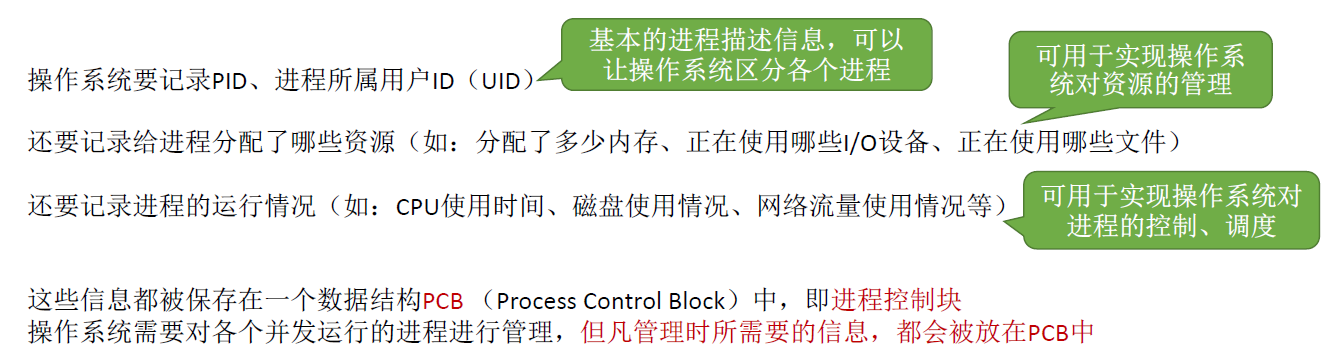 基本的进程描述信息，可以
让操作系统区分各个进程
操作系统要记录PID、进程所属用户ID（UID）
可用于实现操作系
统对资源的管理
还要记录给进程分配了哪些资源（如：分配了多少内存、正在使用哪些I/O设备、正在使用哪些文件）
还要记录进程的运行情况（如：CPU使用时间、磁盘使用情况、网络流量使用情况等）
可用于实现操作系统对
进程的控制、调度
这些信息都被保存在一个数据结构PCB （Process Control Block）中，即进程控制块
操作系统需要对各个并发运行的进程进行管理，但凡管理时所需要的信息，都会被放在PCB中